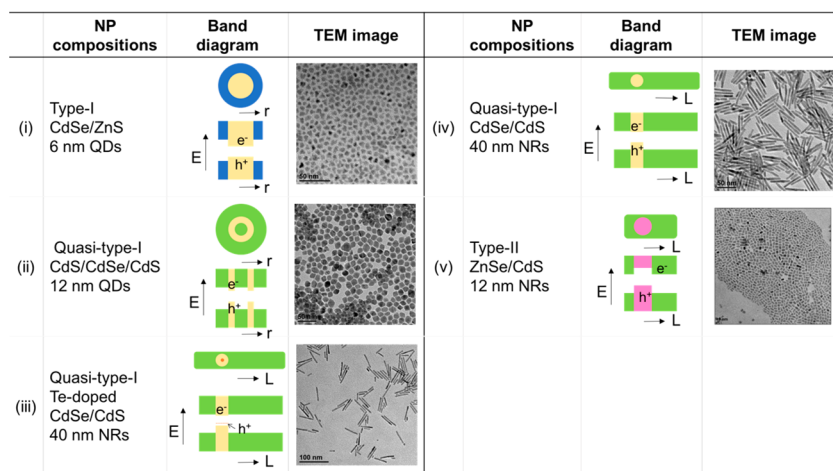 NP compositions
Band diagram
TEM image
NP compositions
Band diagram
TEM image
(i)
Type-I
CdSe/ZnS
6 nm QDs
r
E
e-
h+
r
50 nm
(ii)
Quasi-type-I
CdS/CdSe/CdS
12 nm QDs
r
E
e-
h+
r
50 nm
(iii)
Quasi-type-I
Te-doped
CdSe/CdS
40 nm NRs
L
E
e-
h+
L
100 nm
(iv)
Quasi-type-I
CdSe/CdS
40 nm NRs
L
E
e-
h+
L
50 nm
(v)
Type-II
ZnSe/CdS
12 nm NRs
L
E
e-
h+
L